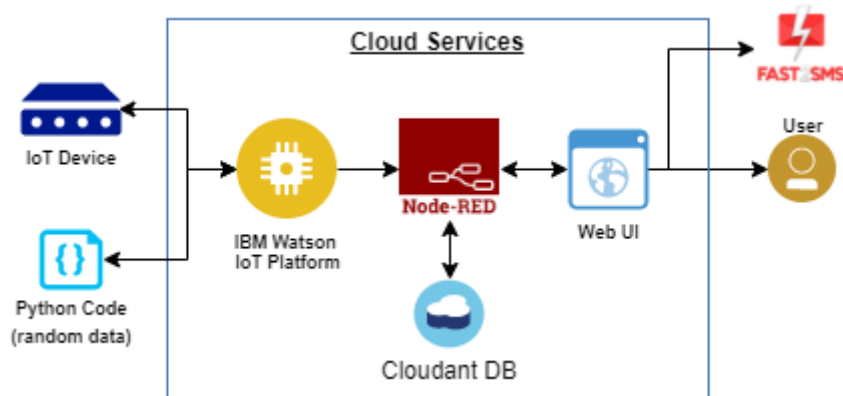 Cloud Services
FAST2SMS
IoT Device
User
IBM Watson
IoT Platform
Node-RED
Web UI
Python Code
(random data)
Cloudant DB
{}